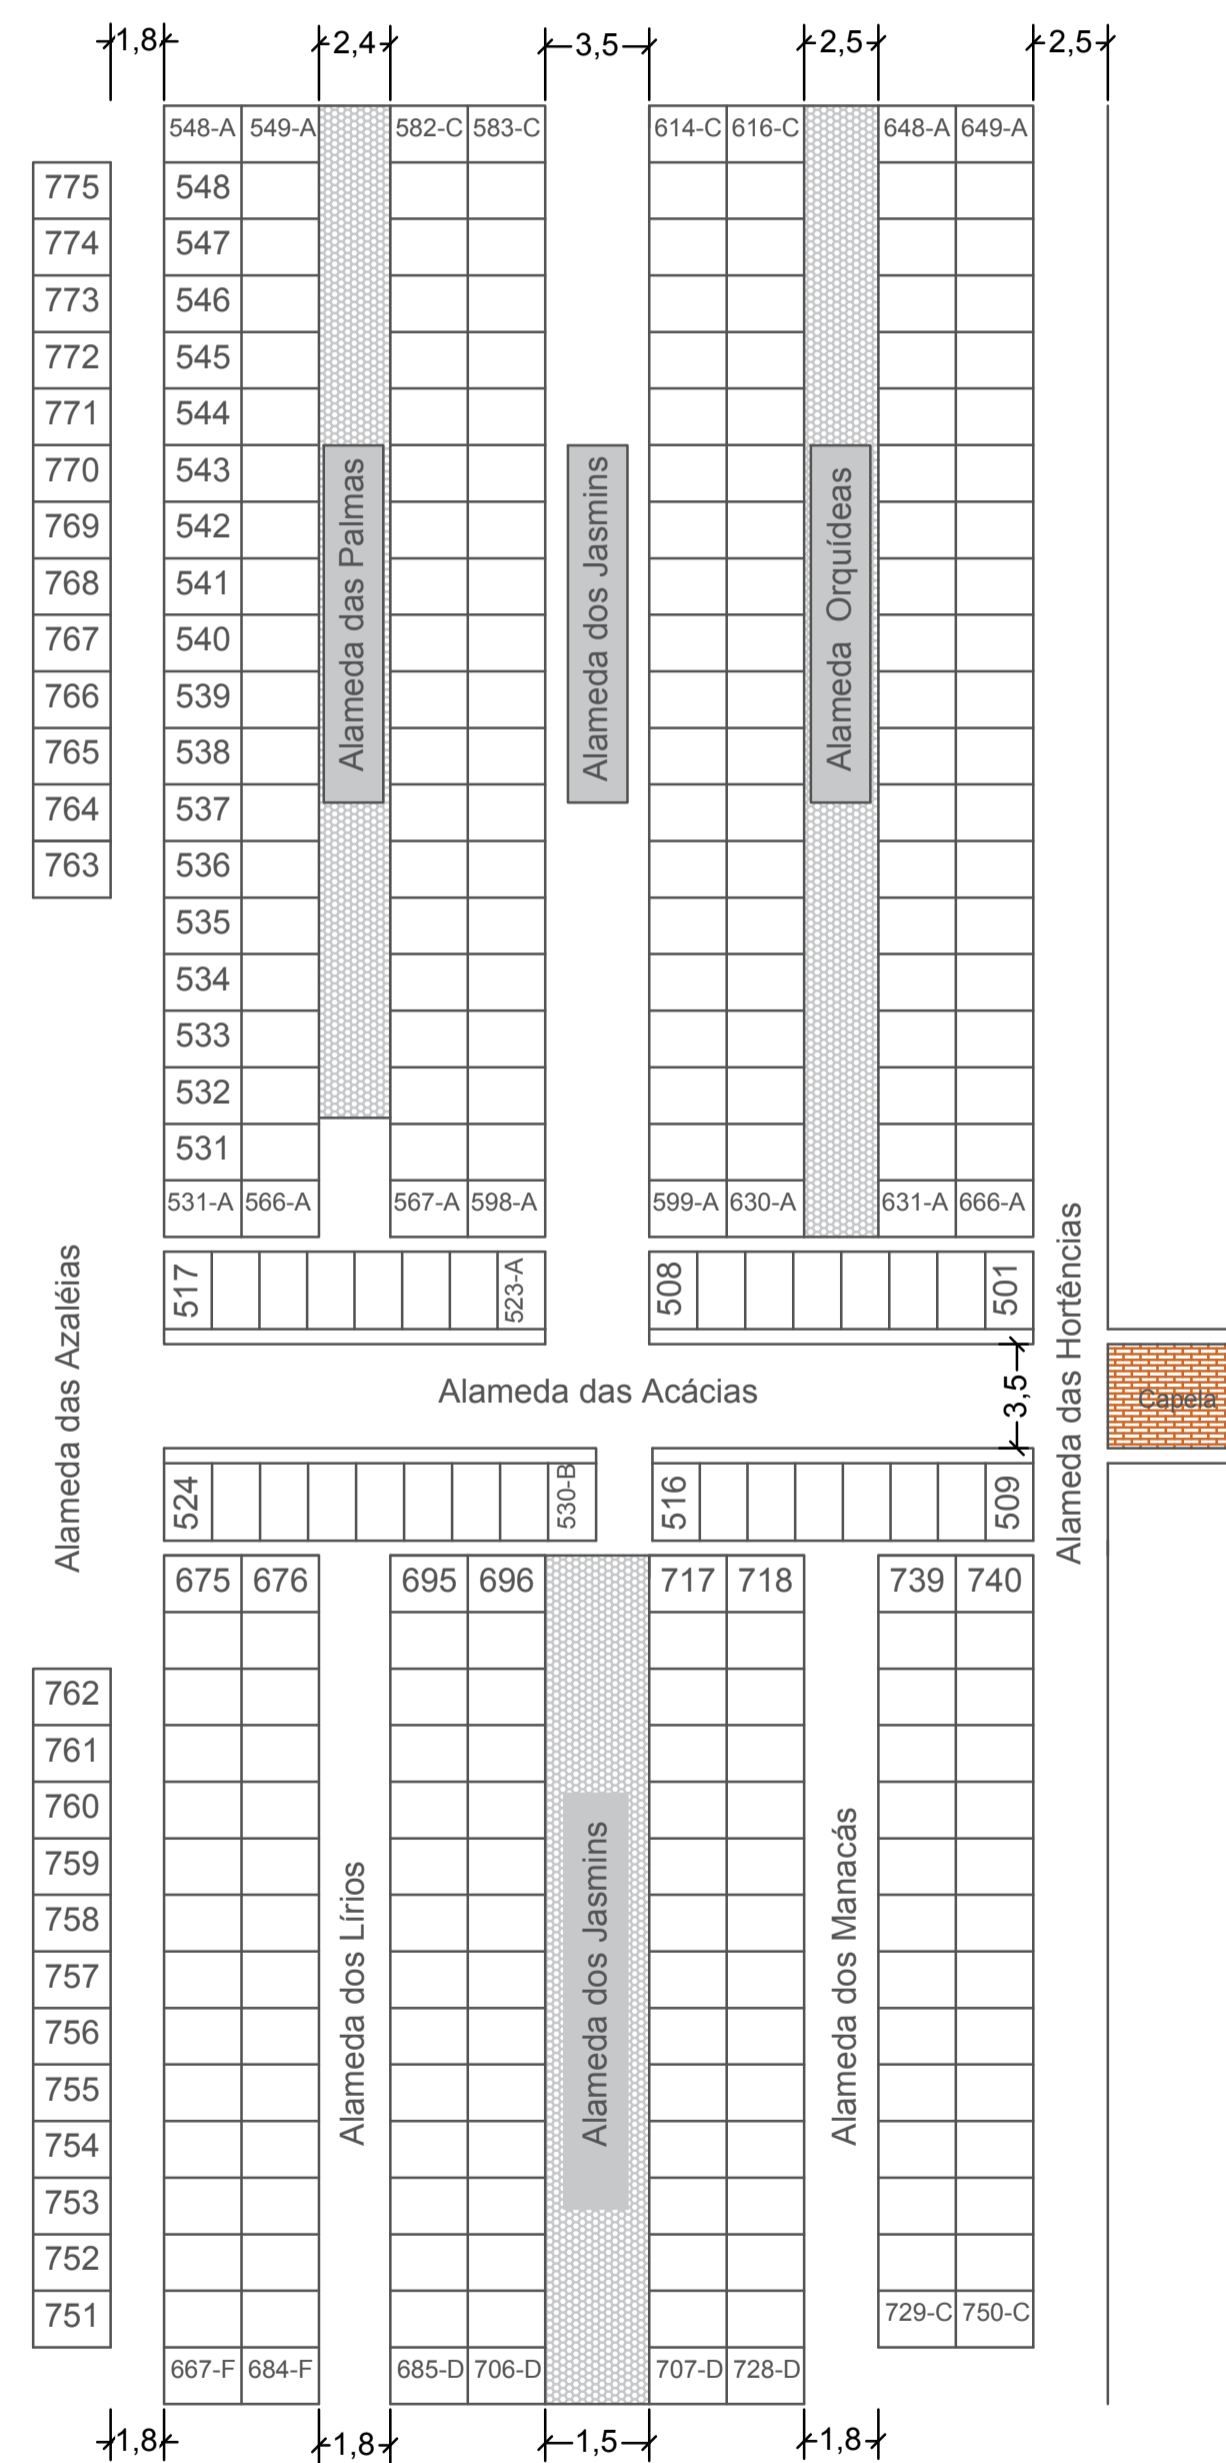 1,8 2,4 3,5 2,5 2,5
548-A 549-A 582-C 583-C 614-C 616-C 648-A 649-A
775 548
774 547
773 546
772 545
771 544
770 543
769 542
768 541
767 540
766 539
765 538
764 537
763 536
535
534
533
532
531
Alameda das Palmas
Alameda dos Jasmins
Alameda Orquídeas
531-A 566-A 567-A 598-A 599-A 630-A 631-A 666-A
517 523-A 508 501
Alameda das Azaléias
Alameda das Acácias
3,5
Alameda das Hortências
Capela
524 530-B 516 509
675 676 695 696 717 718 739 740
762
761
760
759
758
757
756
755
754
753
752
751
Alameda dos Lírios
Alameda dos Jasmins
Alameda dos Manacás
729-C 750-C
667-F 684-F 685-D 706-D 707-D 728-D
1,8 1,8 1,5 1,8